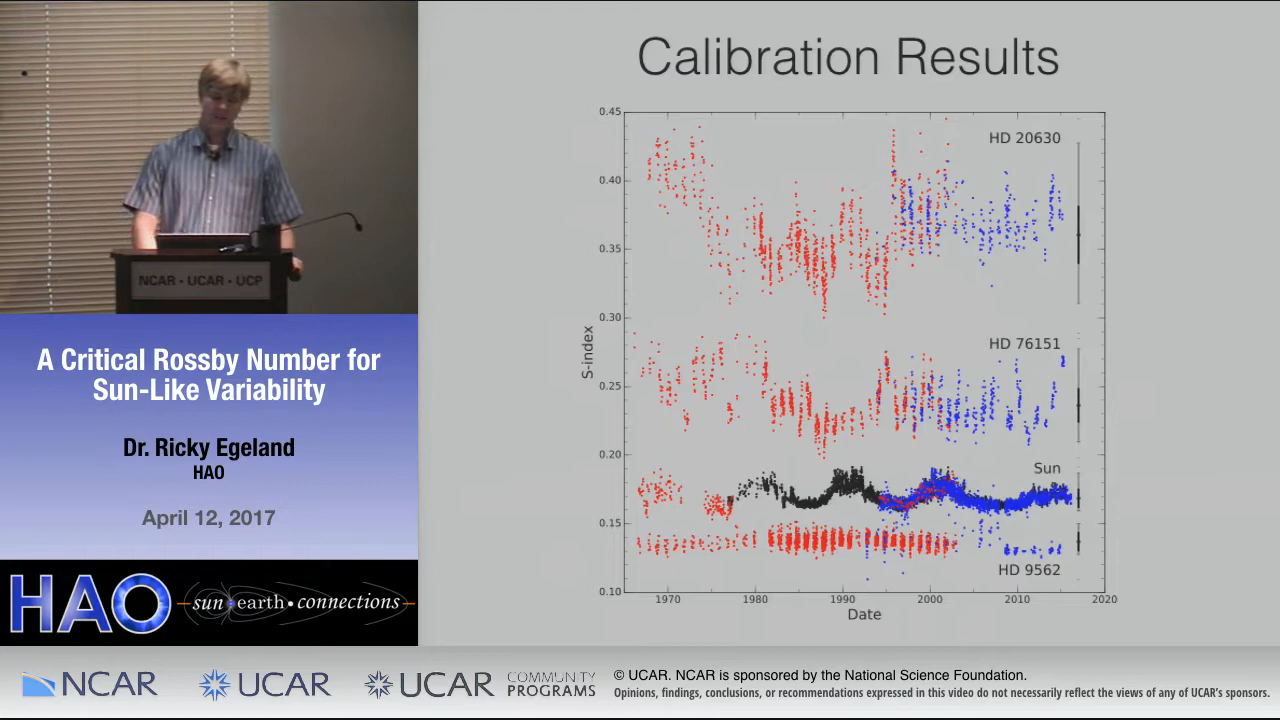 Calibration Results
0.45
0.40
0.35
0.30
0.25
0.20
0.15
0.10
S-index
HD 20630
HD 76151
Sun
HD 9562
1970
1980
1990
2000
2010
2020
Date
NCAR • UCAR • UCP
A Critical Rossby Number for
Sun-Like Variability
Dr. Ricky Egeland
HAO
April 12, 2017
HAO
sun earth connections
NCAR
UCAR
UCAR
COMMUNITY
PROGRAMS
© UCAR. NCAR is sponsored by the National Science Foundation.
Opinions, findings, conclusions, or recommendations expressed in this video do not necessarily reflect the views of any of UCAR's sponsors.